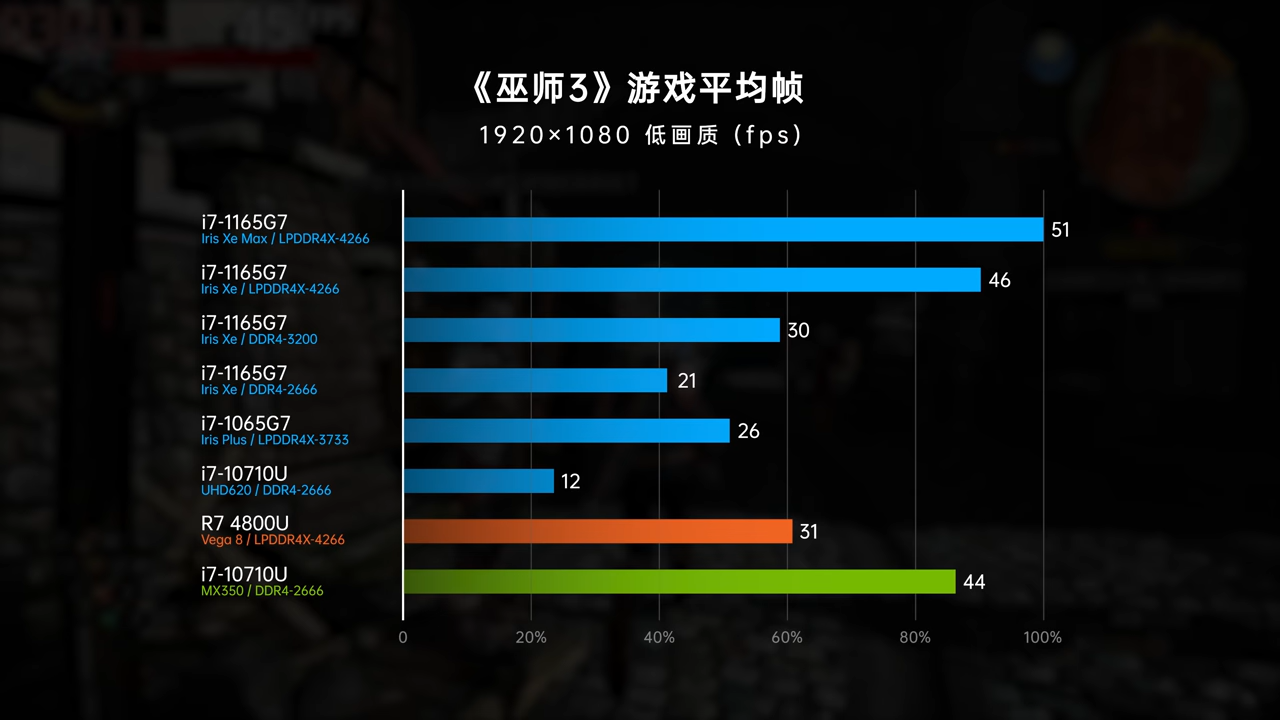 《巫师3》游戏平均帧
1920×1080 低画质 (fps)
i7-1165G7
Iris Xe Max / LPDDR4X-4266
51
i7-1165G7
Iris Xe / LPDDR4X-4266
46
i7-1165G7
Iris Xe / DDR4-3200
30
i7-1165G7
Iris Xe / DDR4-2666
21
i7-1065G7
Iris Plus / LPDDR4X-3733
26
i7-10710U
UHD620 / DDR4-2666
12
R7 4800U
Vega 8 / LPDDR4X-4266
31
i7-10710U
MX350 / DDR4-2666
44
0 20% 40% 60% 80% 100%